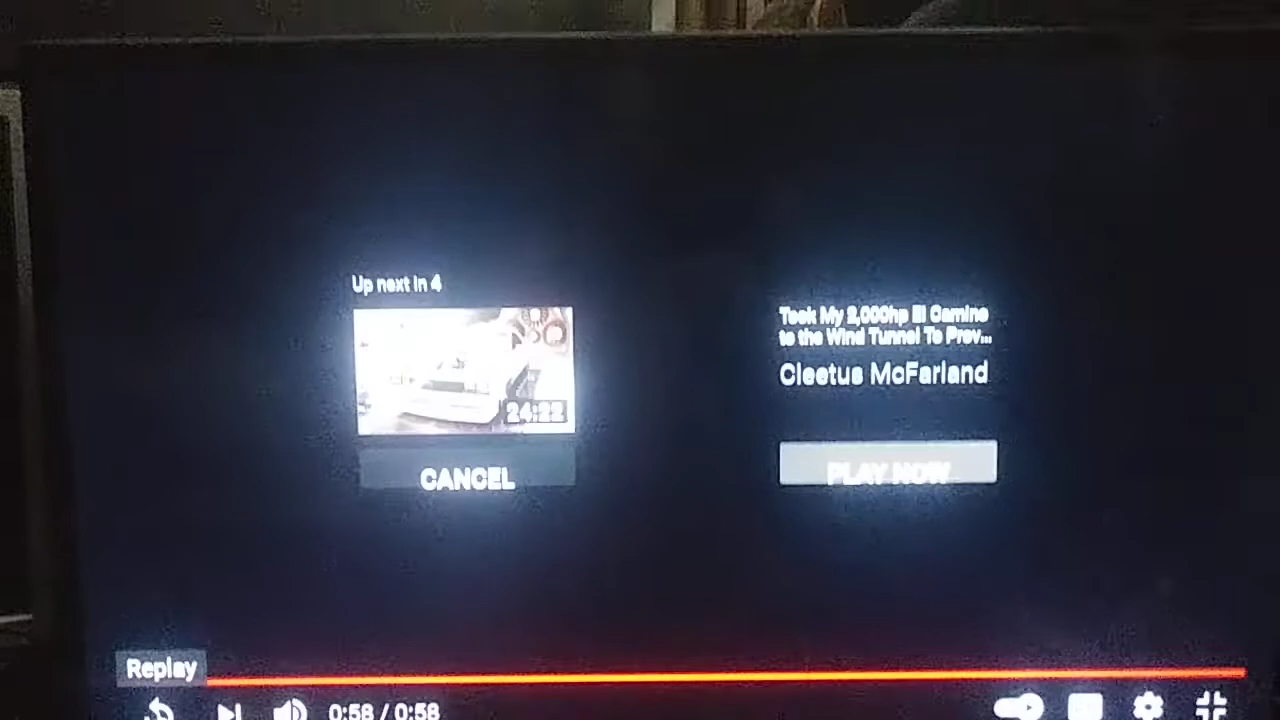 Up next in 4
24:22
CANCEL
Took My 2,000hp El Camino
to the Wind Tunnel To Prov...
Cleetus McFarland
PLAY NOW
Replay
0:58 / 0:58